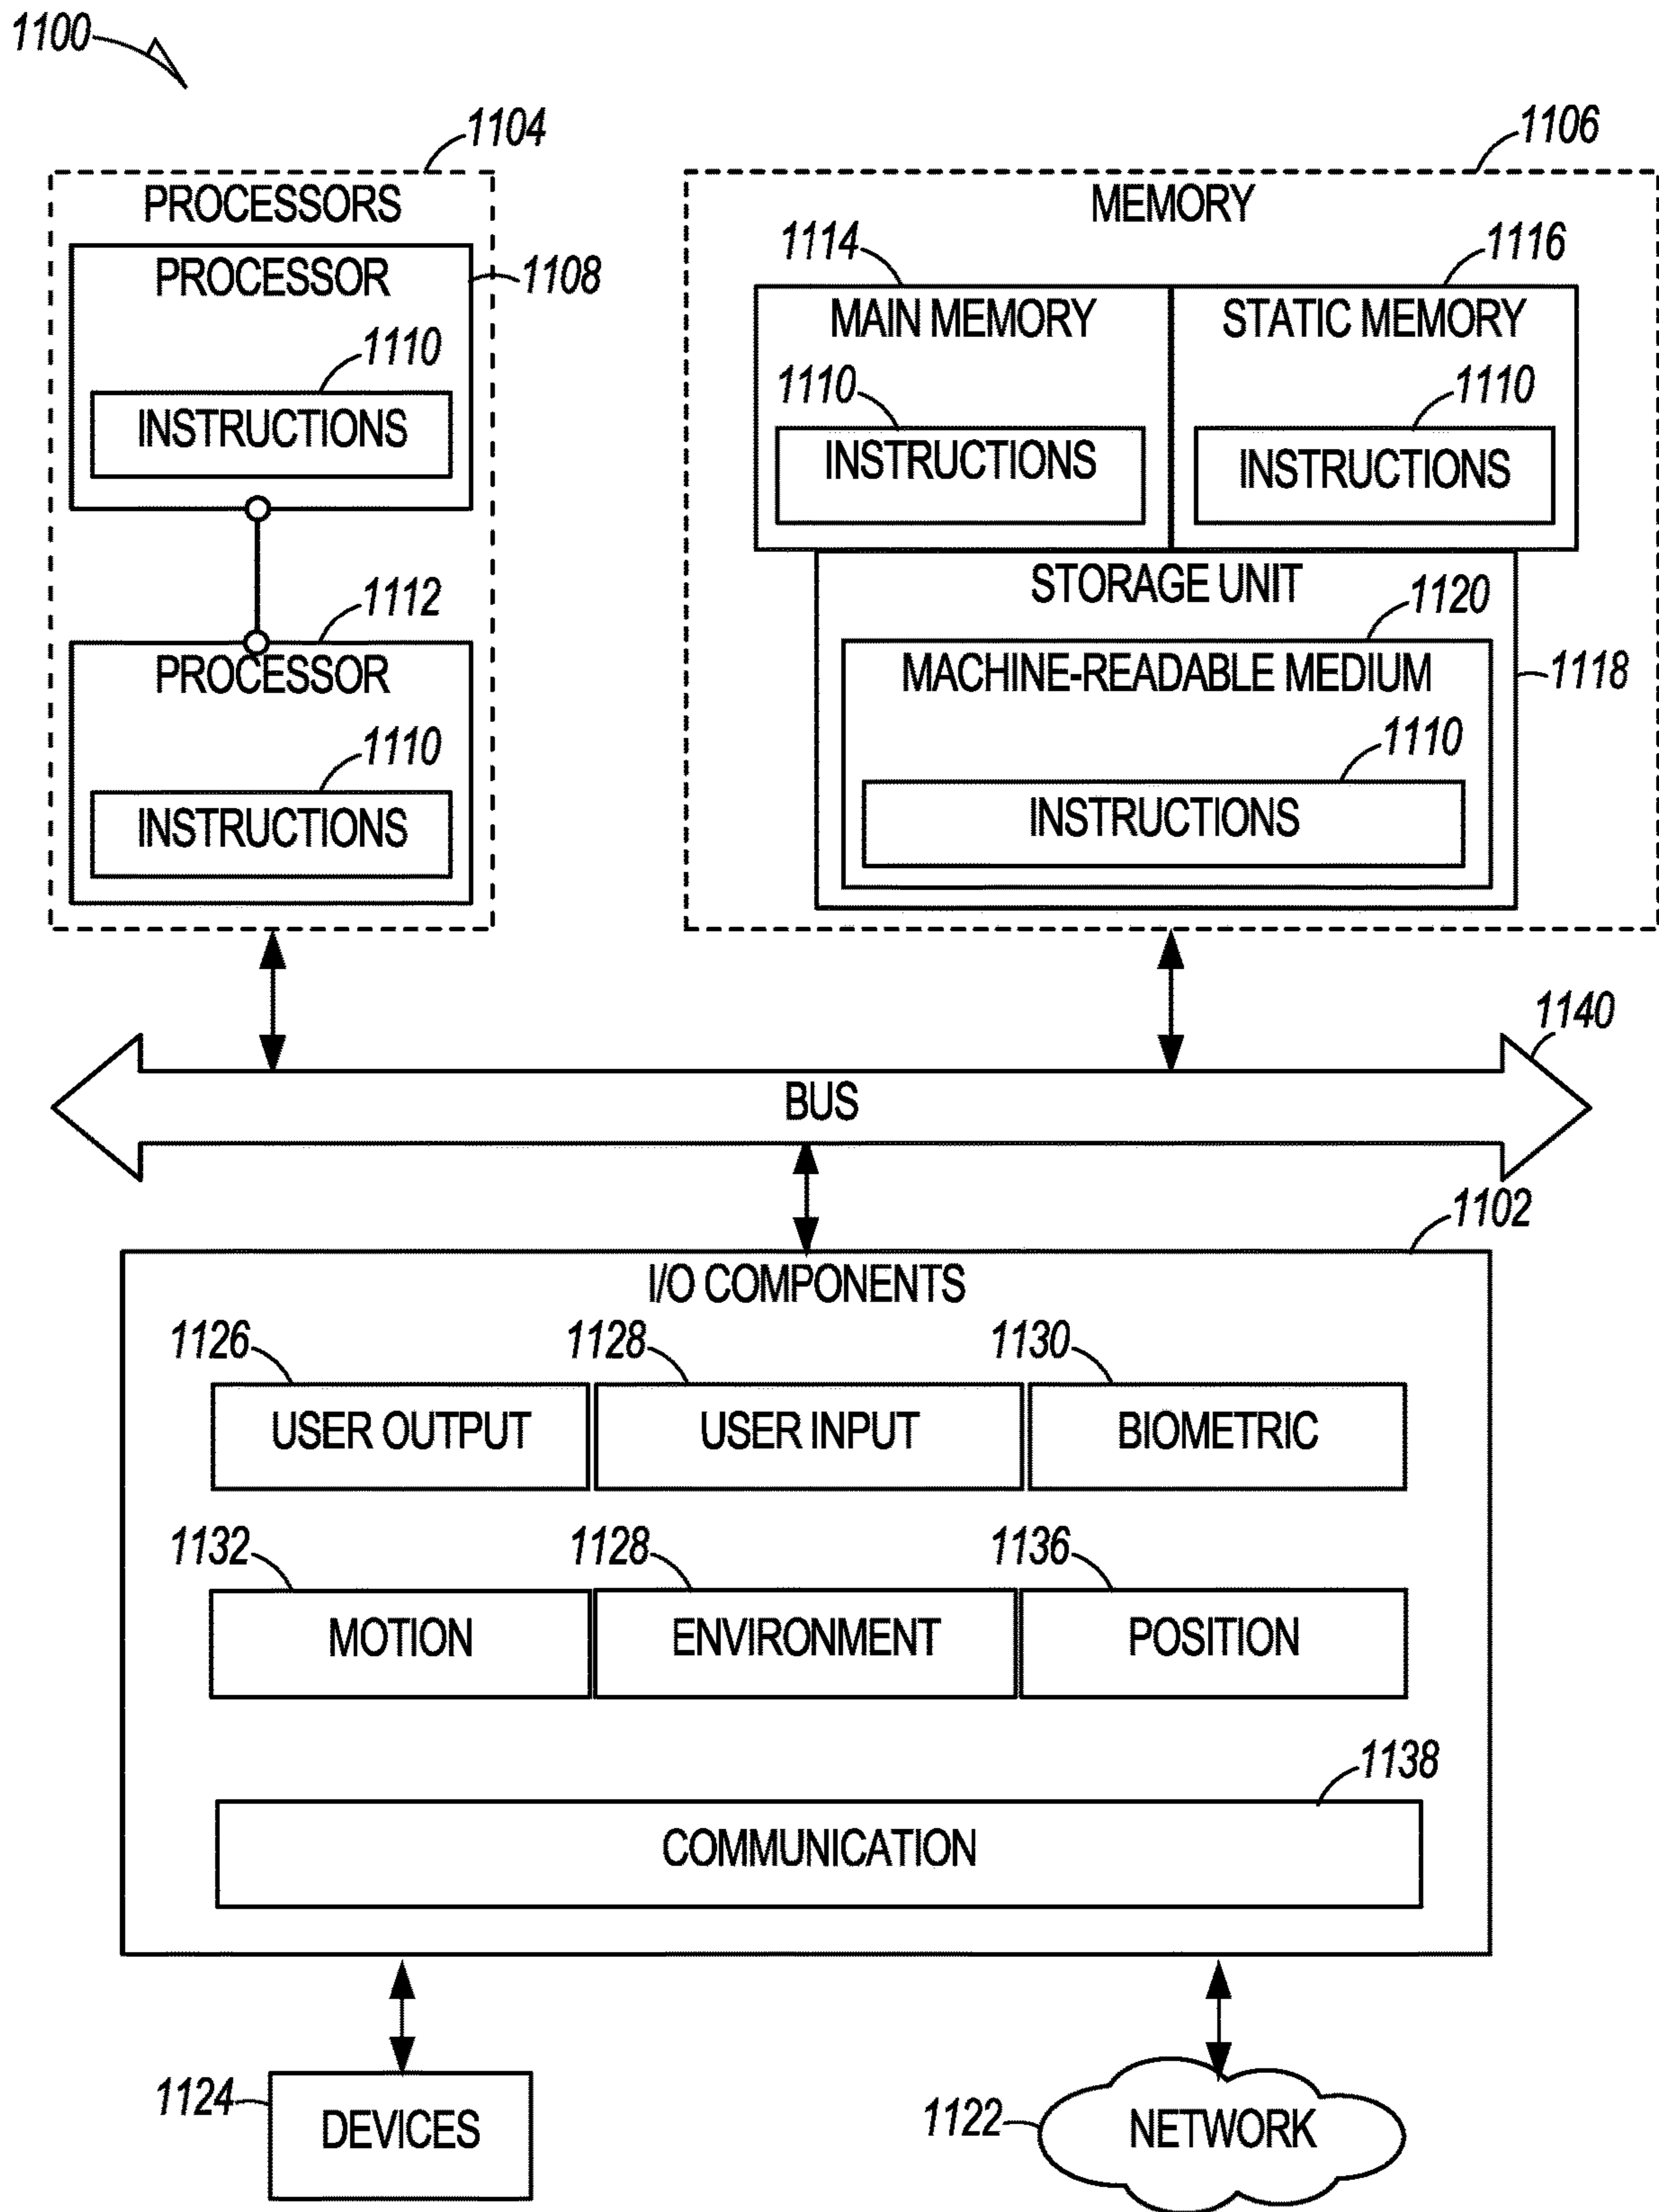 1100
1104
PROCESSORS
PROCESSOR
1108
1110
INSTRUCTIONS
1112
PROCESSOR
1110
INSTRUCTIONS
1106
MEMORY
1114
1116
MAIN MEMORY
STATIC MEMORY
1110
1110
INSTRUCTIONS
INSTRUCTIONS
STORAGE UNIT
1120
MACHINE-READABLE MEDIUM
1118
1110
INSTRUCTIONS
1140
BUS
1102
I/O COMPONENTS
1126
1128
1130
USER OUTPUT
USER INPUT
BIOMETRIC
1132
1128
1136
MOTION
ENVIRONMENT
POSITION
1138
COMMUNICATION
1124
DEVICES
1122
NETWORK